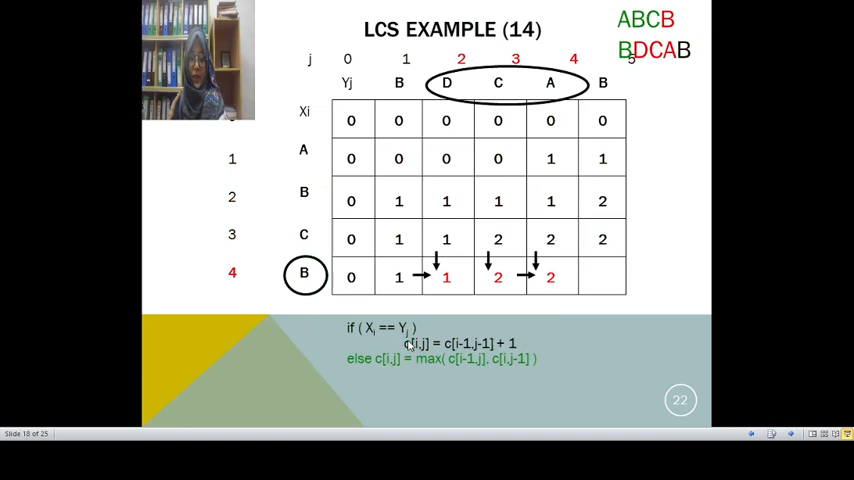 LCS EXAMPLE (14)
ABCB
BDCAB
j 0 1 2 3 4 5
Yj B D C A B
Xi 0 0 0 0 0 0
1 A 0 0 0 0 1 1
2 B 0 1 1 1 1 2
3 C 0 1 1 2 2 2
4 B 0 1 1 2 2
if ( Xi == Yj )
c[i,j] = c[i-1,j-1] + 1
else c[i,j] = max( c[i-1,j], c[i,j-1] )
22
Slide 18 of 25